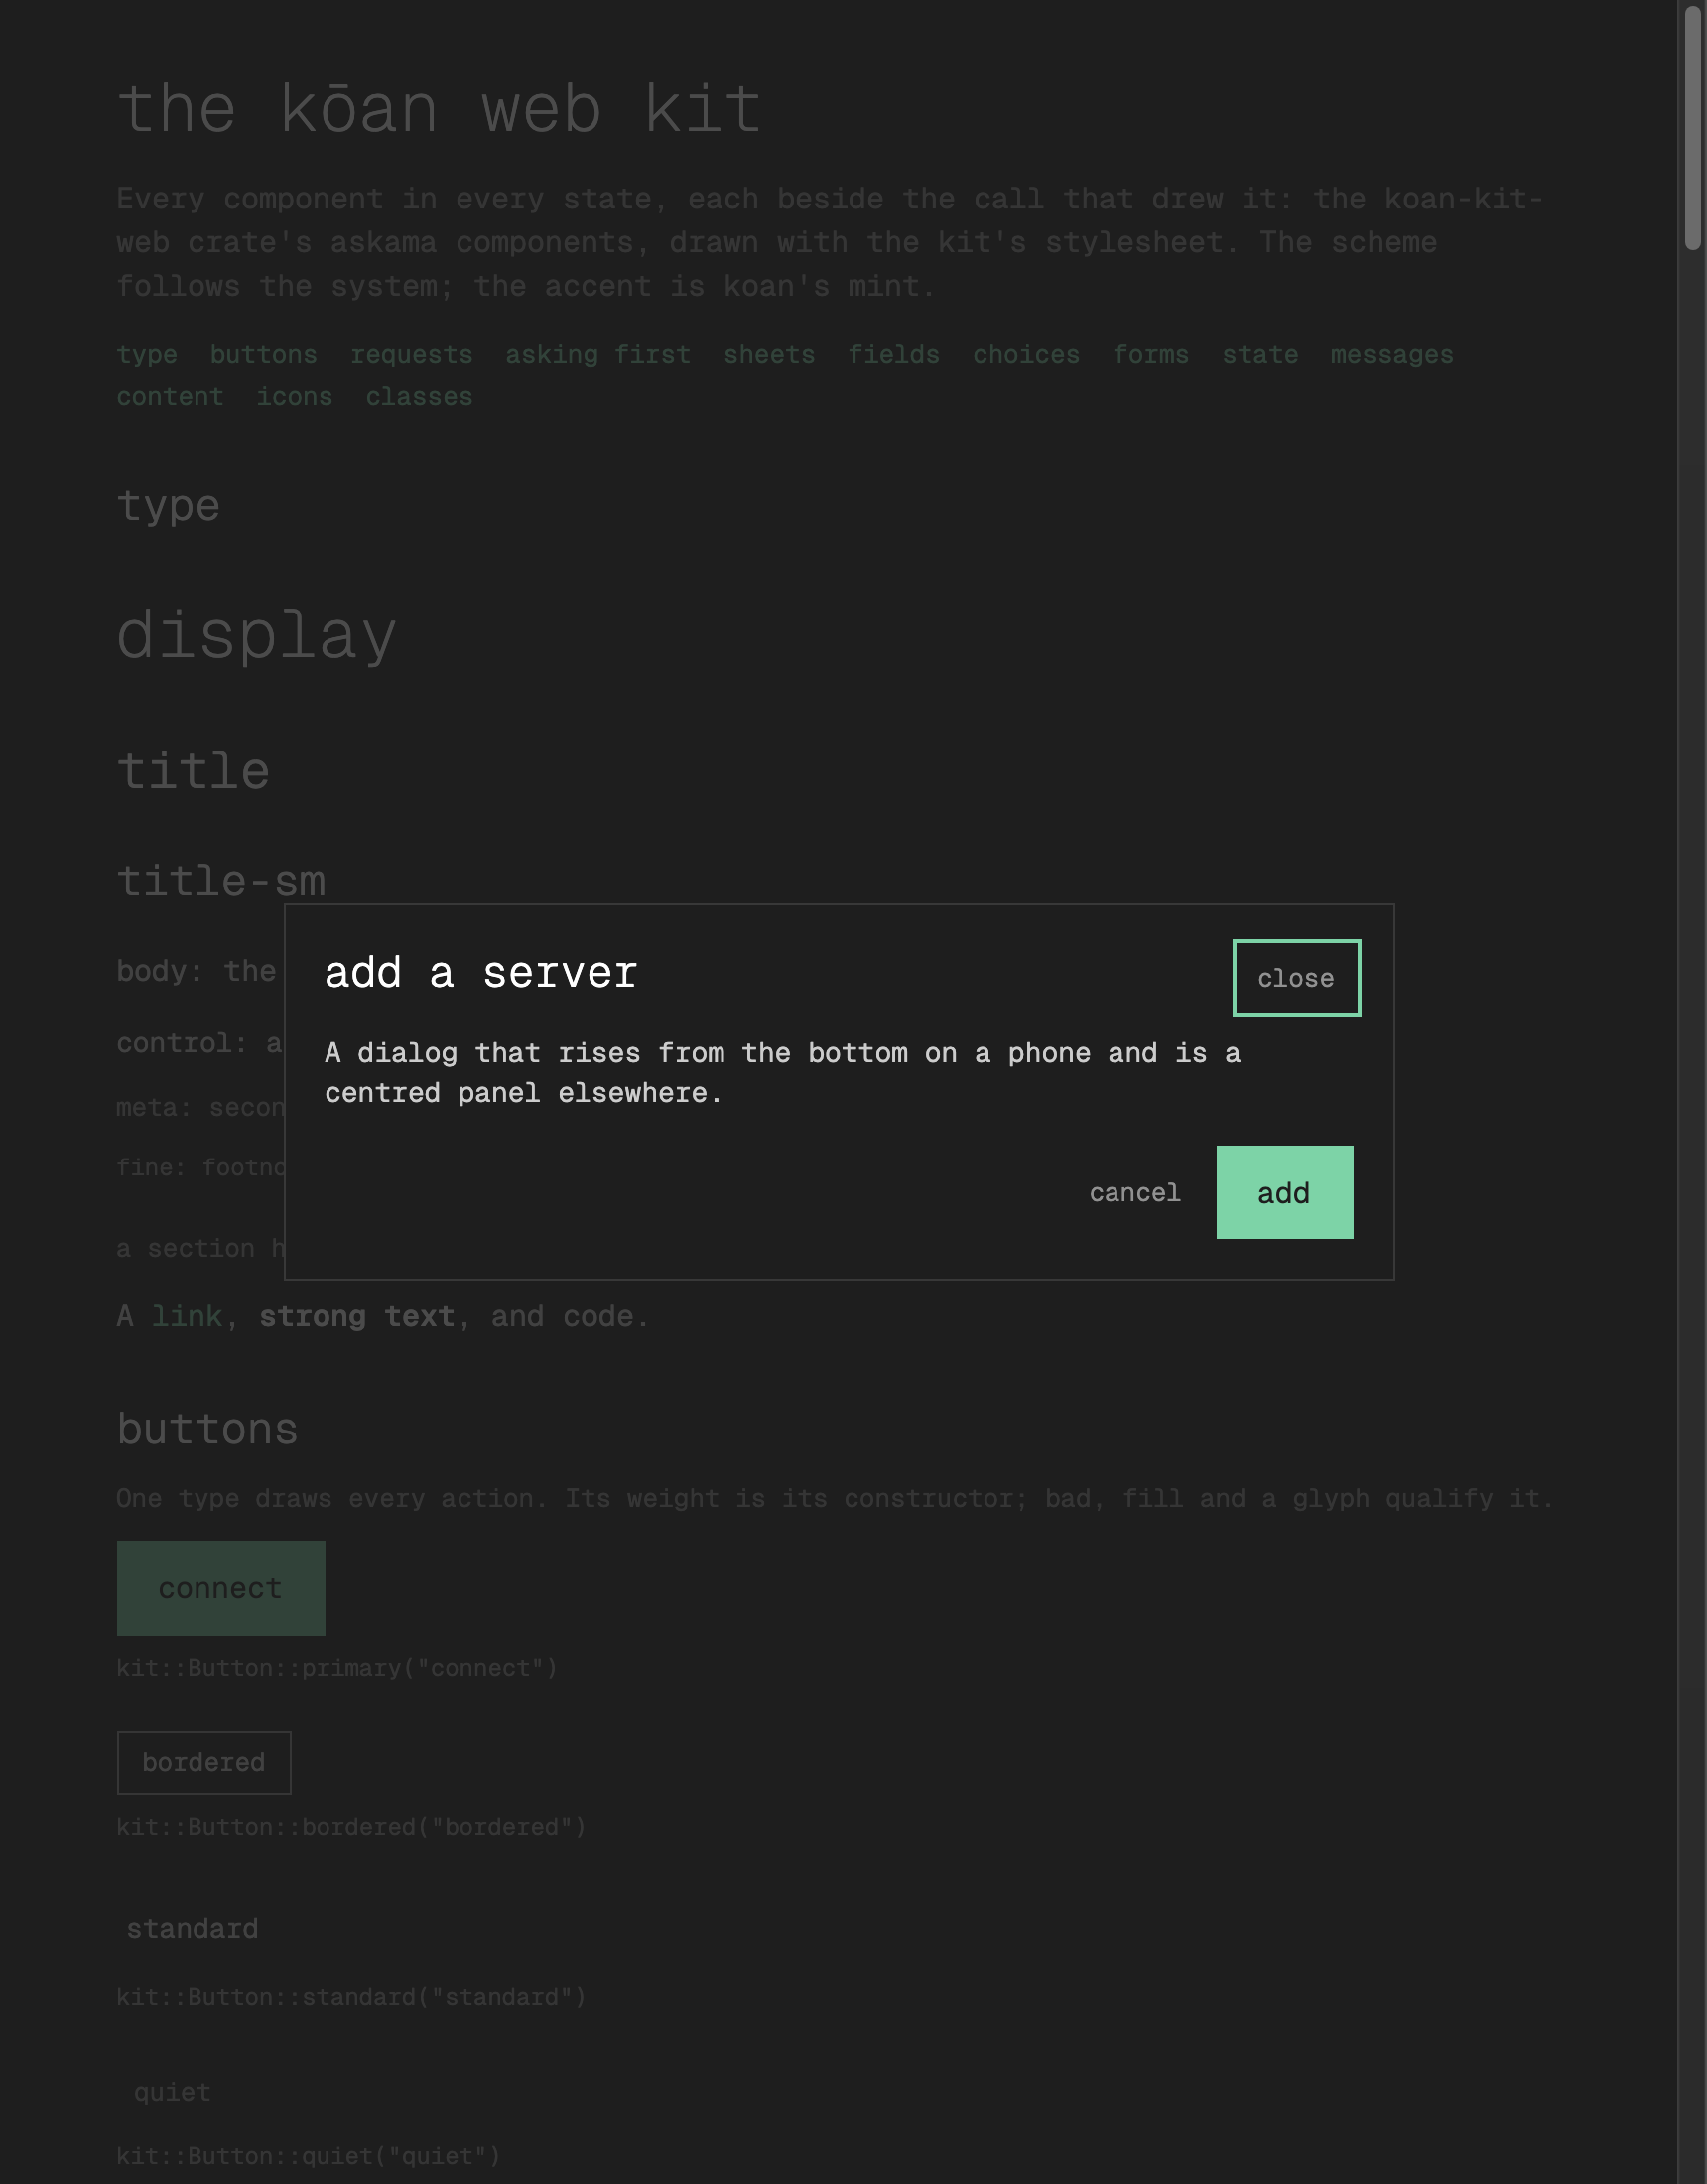 the kōan web kit
Every component in every state, each beside the call that drew it: the koan-kit-
web crate's askama components, drawn with the kit's stylesheet. The scheme
follows the system; the accent is koan's mint.
type buttons requests asking first sheets fields choices forms state messages
content icons classes
type
display
title
title-sm
add a server
close
body: the
A dialog that rises from the bottom on a phone and is a
centred panel elsewhere.
control: a
meta: secon
fine: footno
cancel
add
a section h
A link, strong text, and code.
buttons
One type draws every action. Its weight is its constructor; bad, fill and a glyph qualify it.
connect
kit::Button::primary("connect")
bordered
kit::Button::bordered("bordered")
standard
kit::Button::standard("standard")
quiet
kit::Button::quiet("quiet")